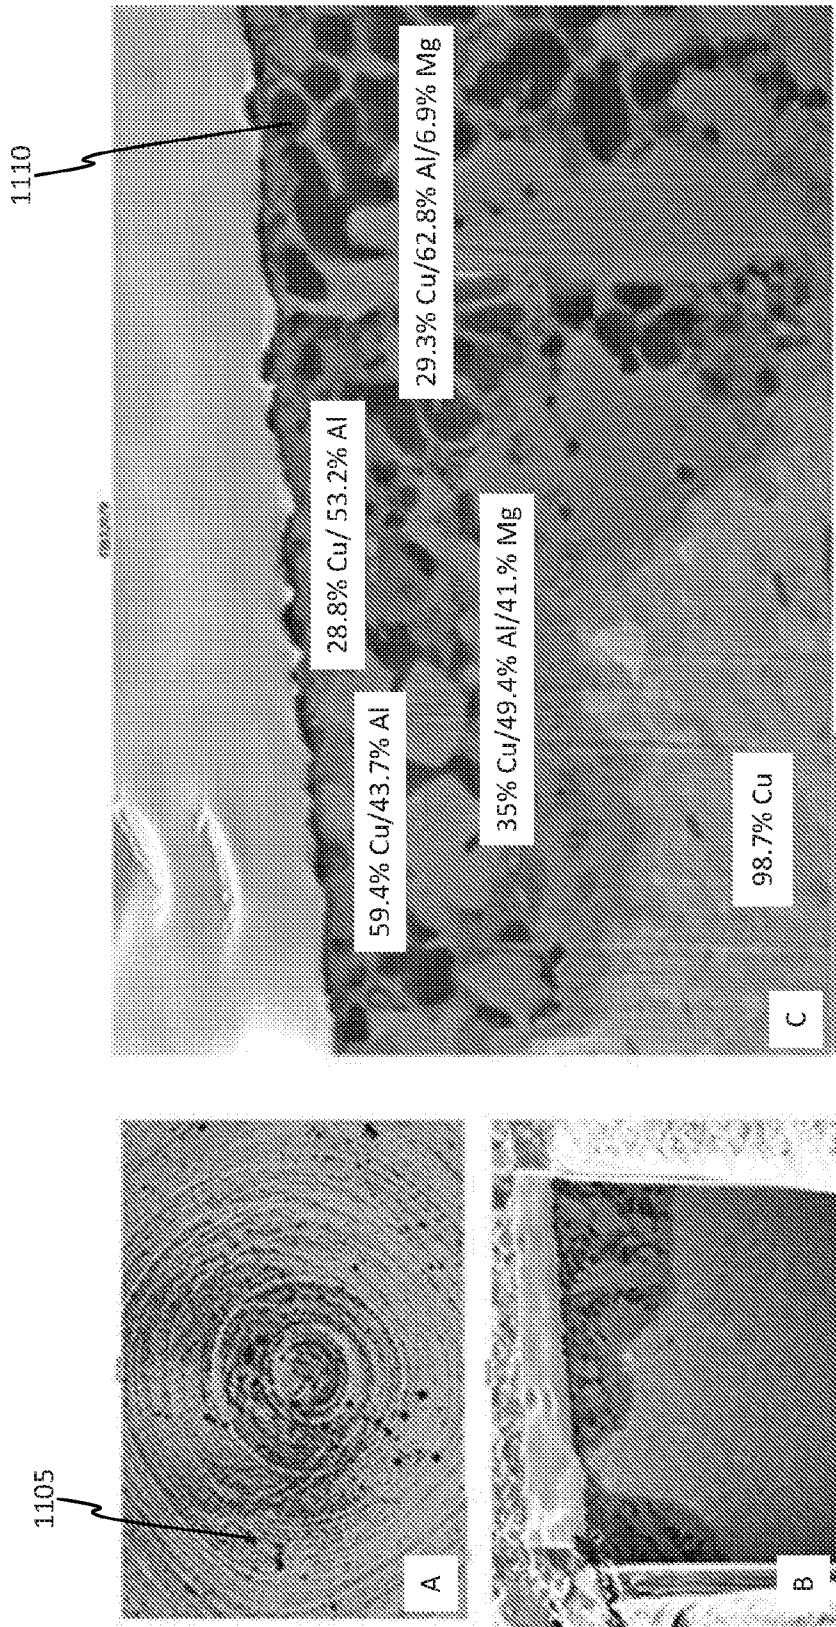 1105
1110
A
B
C
59.4% Cu/43.7% Al
28.8% Cu/ 53.2% Al
35% Cu/49.4% Al/41.% Mg
29.3% Cu/62.8% Al/6.9% Mg
98.7% Cu